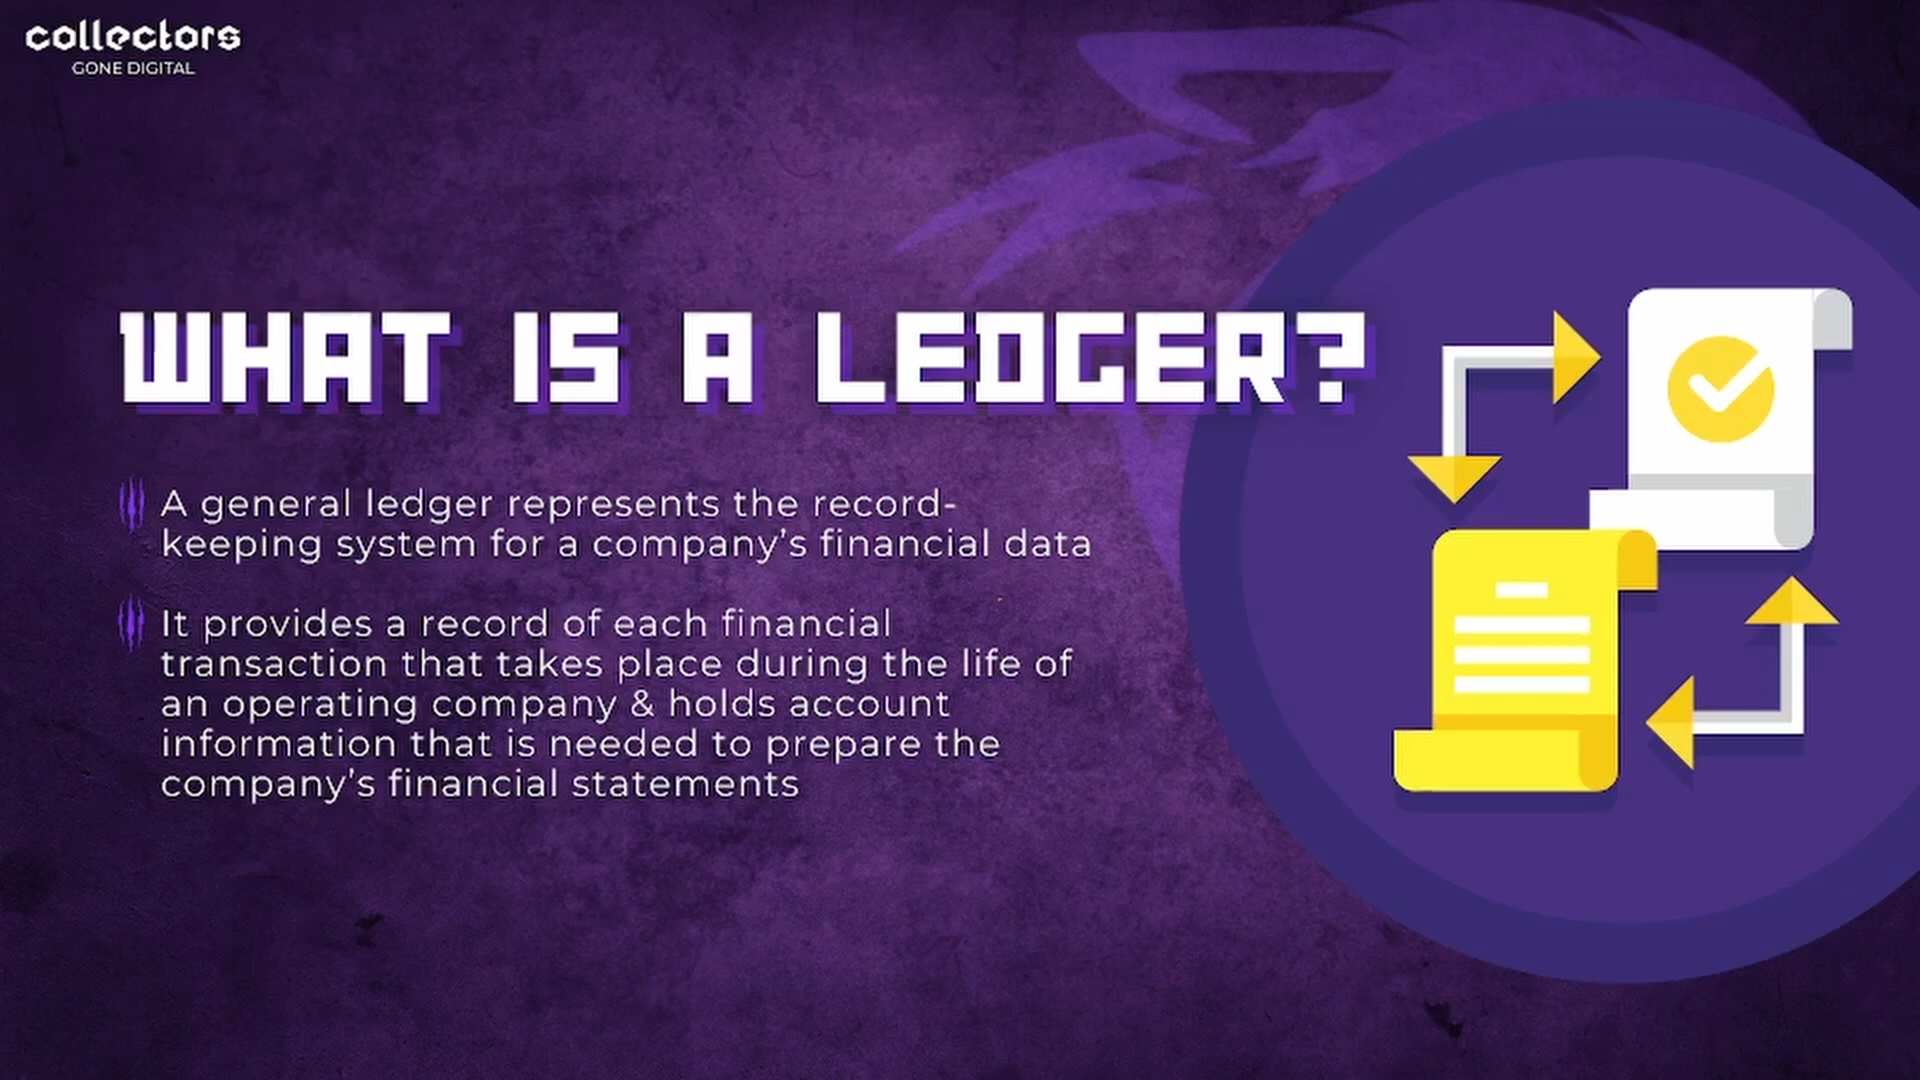 collectors
GONE DIGITAL
WHAT IS A LEDGER?
A general ledger represents the record-
keeping system for a company’s financial data
It provides a record of each financial
transaction that takes place during the life of
an operating company & holds account
information that is needed to prepare the
company’s financial statements